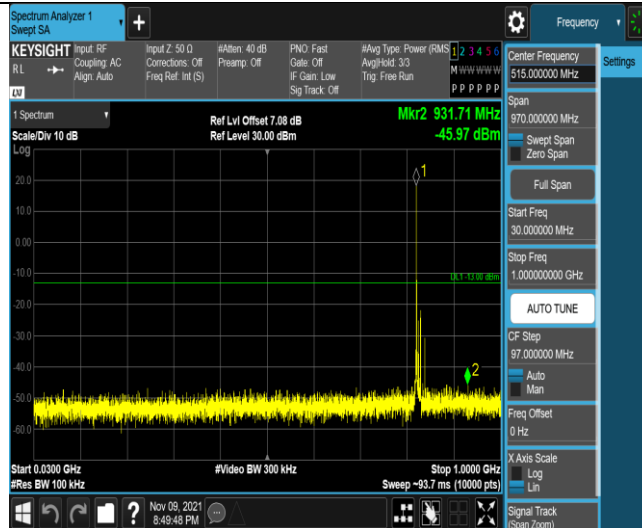 Spectrum Analyzer 1
Swept SA
+
Frequency
KEYSIGHT
RL
LXI
Input: RF
Coupling: AC
Align: Auto
Input Z: 50 Ω
Corrections: Off
Freq Ref: Int (S)
#Atten: 40 dB
Preamp: Off
PNO: Fast
Gate: Off
IF Gain: Low
Sig Track: Off
#Avg Type: Power (RMS
Avg|Hold: 3/3
Trig: Free Run
1 2 3 4 5 6
M W W W W W
P P P P P P
1 Spectrum
Scale/Div 10 dB
Ref Lvl Offset 7.08 dB
Ref Level 30.00 dBm
Mkr2 931.71 MHz
-45.97 dBm
Log
20.0
10.0
0.00
-10.0
-20.0
-30.0
-40.0
-50.0
-60.0
1
DL1 -13.00 dBm
2
Start 0.0300 GHz
#Res BW 100 kHz
#Video BW 300 kHz
Stop 1.0000 GHz
Sweep ~93.7 ms (10000 pts)
?
Nov 09, 2021
8:49:48 PM
Center Frequency
515.000000 MHz
Span
970.000000 MHz
Swept Span
Zero Span
Full Span
Start Freq
30.000000 MHz
Stop Freq
1.000000000 GHz
AUTO TUNE
CF Step
97.000000 MHz
Auto
Man
Freq Offset
0 Hz
X Axis Scale
Log
Lin
Signal Track
(Span Zoom)
Settings